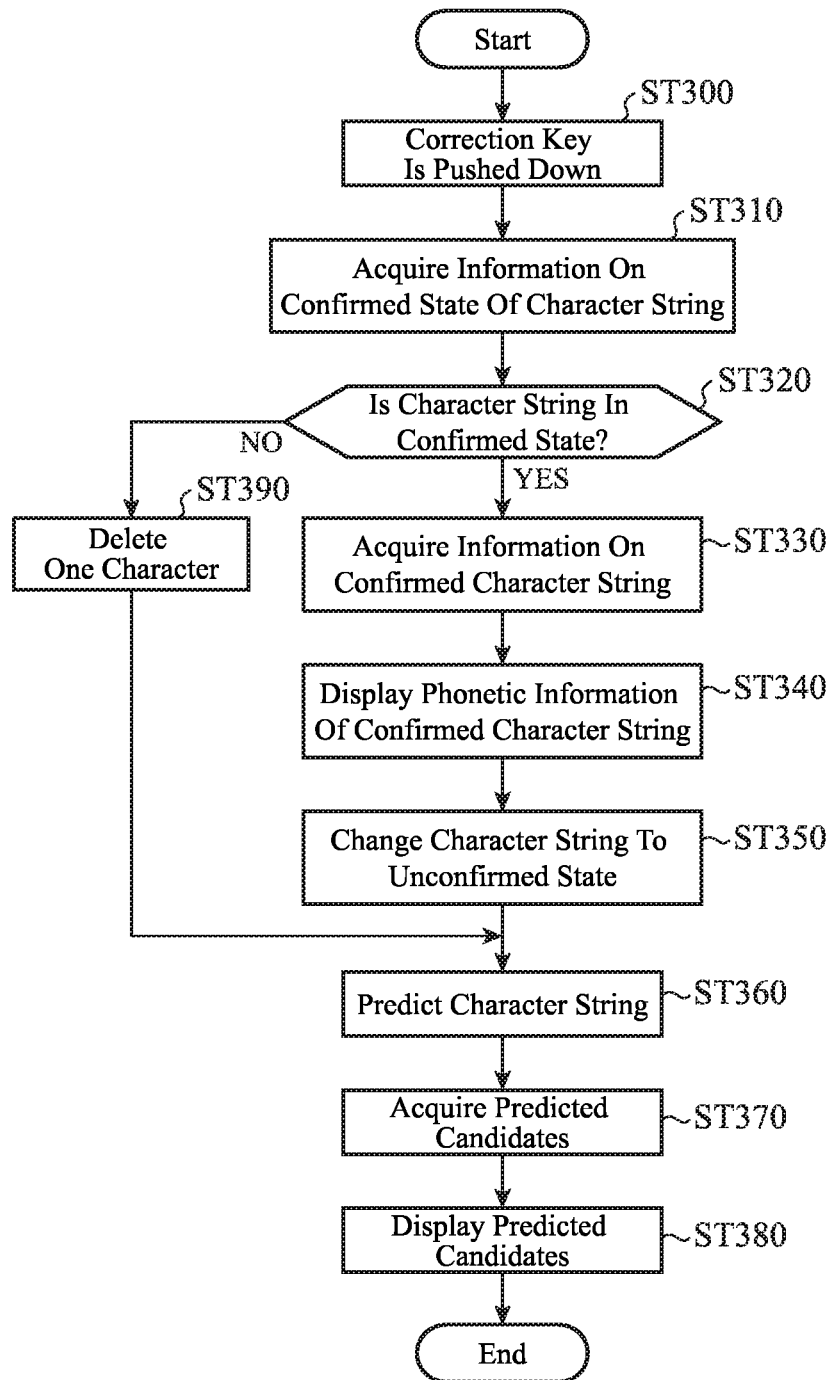 Start
ST300
Correction Key
Is Pushed Down
ST310
Acquire Information On
Confirmed State Of Character String
ST320
Is Character String In
Confirmed State?
NO
YES
ST390
Delete
One Character
ST330
Acquire Information On
Confirmed Character String
ST340
Display Phonetic Information
Of Confirmed Character String
ST350
Change Character String To
Unconfirmed State
ST360
Predict Character String
ST370
Acquire Predicted
Candidates
ST380
Display Predicted
Candidates
End